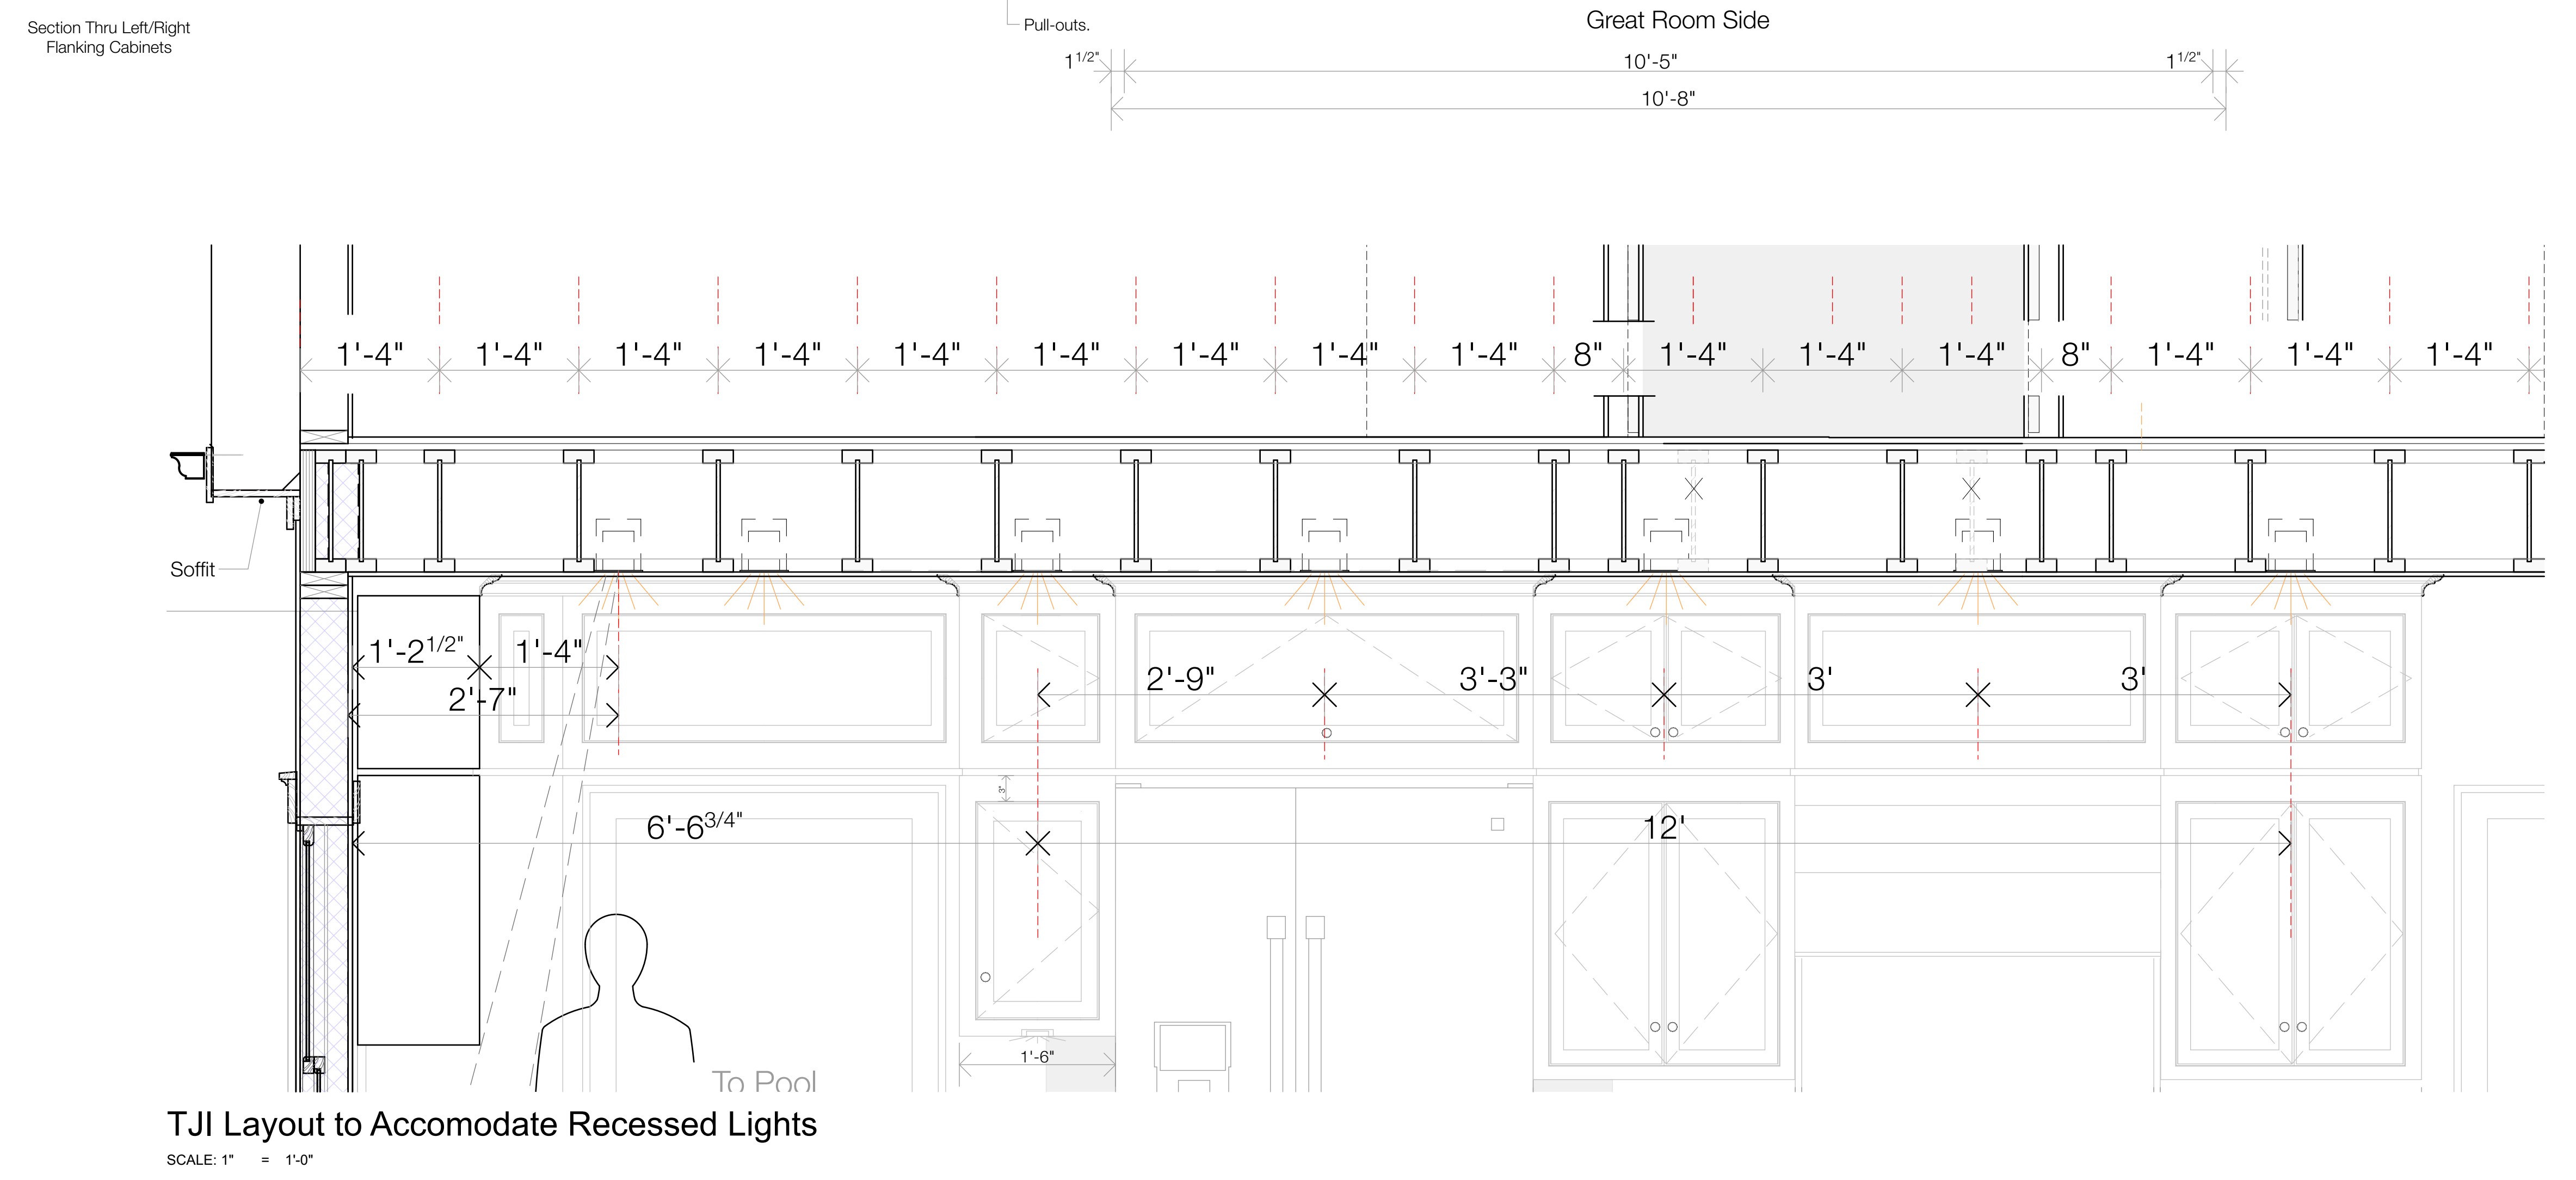 Section Thru Left/Right
Flanking Cabinets
Pull-outs.
Great Room Side
1 1/2" 10'-5" 1 1/2"
10'-8"
1'-4" 1'-4" 1'-4" 1'-4" 1'-4" 1'-4" 1'-4" 1'-4" 1'-4" 8" 1'-4" 1'-4" 1'-4" 8" 1'-4" 1'-4" 1'-4"
Soffit
1'-2 1/2" 1'-4"
2'-7"
2'-9" 3'-3" 3' 3'
3"
6'-6 3/4" 12'
1'-6"
To Pool
TJI Layout to Accomodate Recessed Lights
SCALE: 1" = 1'-0"